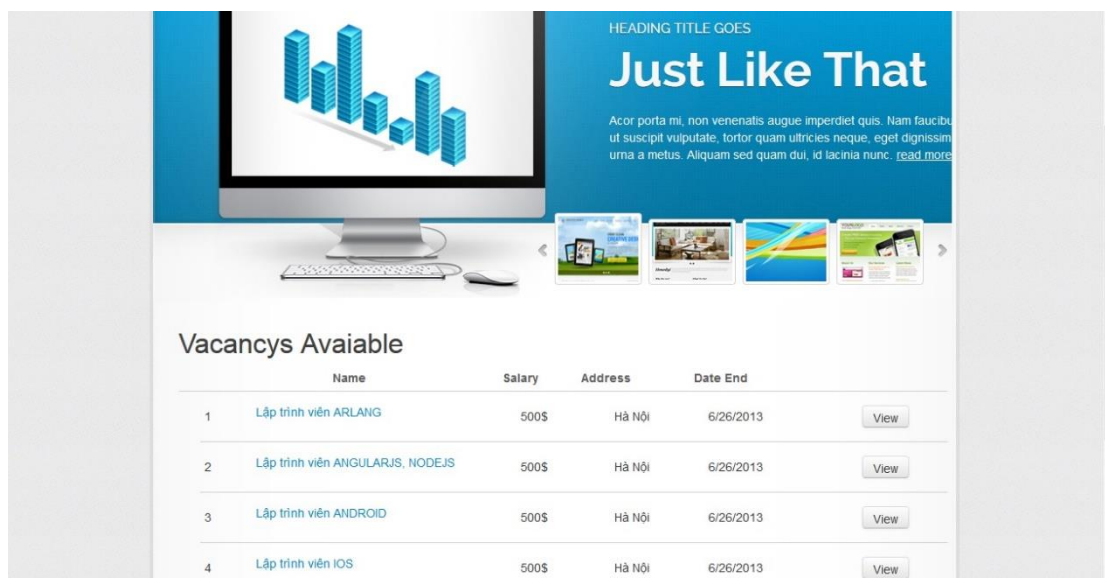 HEADING TITLE GOES
Just Like That
Acor porta mi, non venenatis augue imperdiet quis. Nam faucibu
ut suscipit vulputate, tortor quam ultricies neque, eget dignissim
urna a metus. Aliquam sed quam dui, id lacinia nunc. read more
Vacancys Avaiable
Name Salary Address Date End
1 Lập trình viên ARLANG 500$ Hà Nội 6/26/2013 View
2 Lập trình viên ANGULARJS, NODEJS 500$ Hà Nội 6/26/2013 View
3 Lập trình viên ANDROID 500$ Hà Nội 6/26/2013 View
4 Lập trình viên IOS 500$ Hà Nội 6/26/2013 View